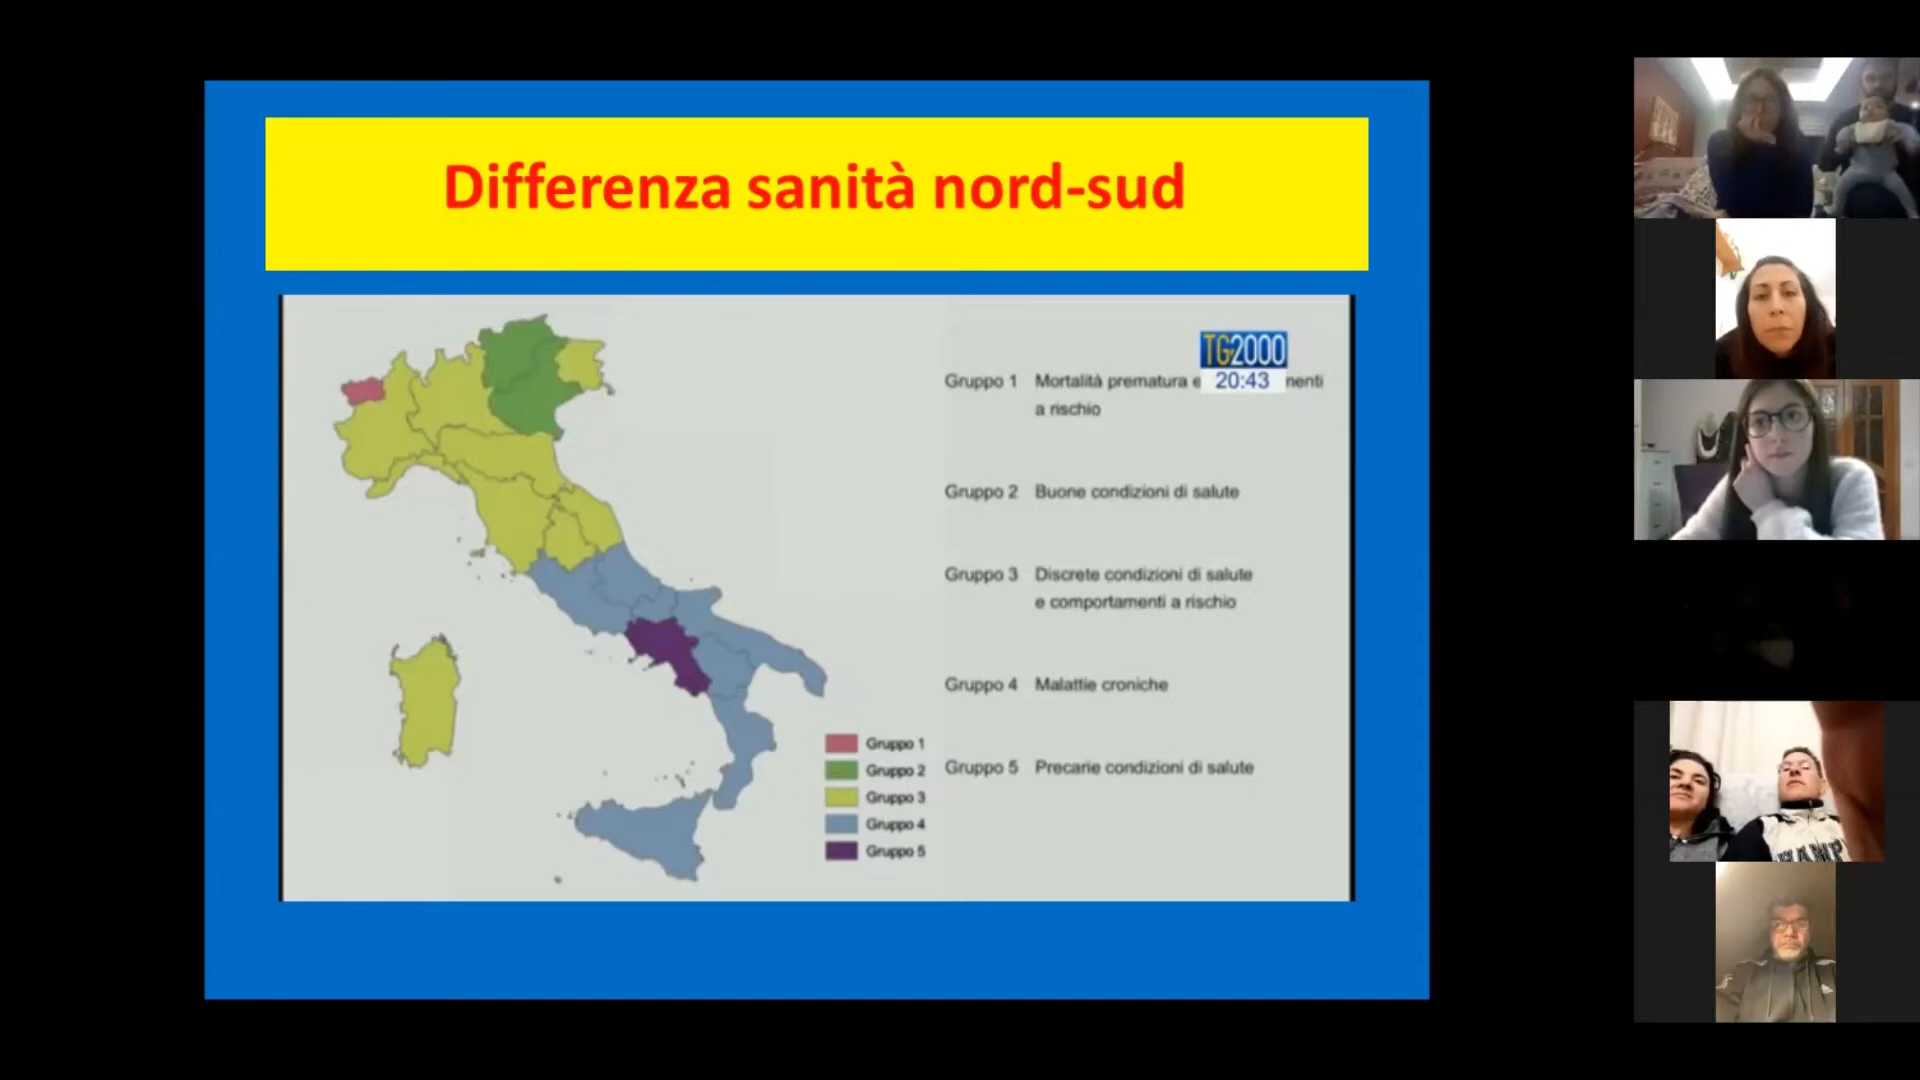 Differenza sanità nord-sud
TG2000
20:43
Gruppo 1 Mortalità prematura e menti
a rischio
Gruppo 2 Buone condizioni di salute
Gruppo 3 Discrete condizioni di salute
e comportamenti a rischio
Gruppo 4 Malattie croniche
Gruppo 5 Precarie condizioni di salute
Gruppo 1
Gruppo 2
Gruppo 3
Gruppo 4
Gruppo 5